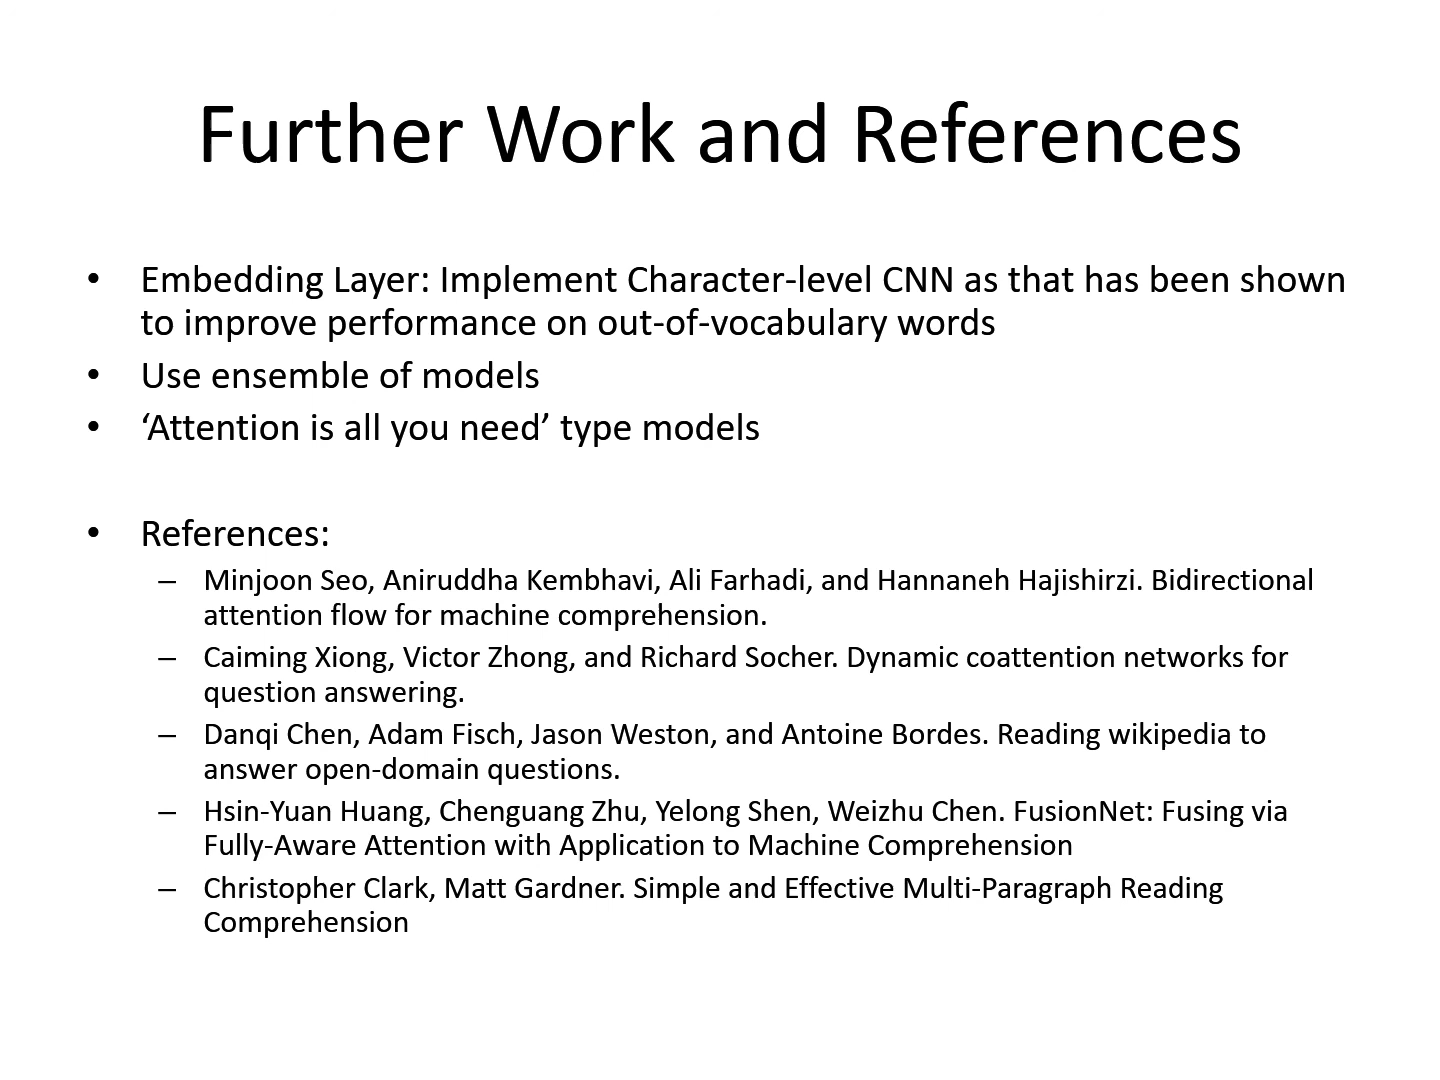 Further Work and References
• Embedding Layer: Implement Character-level CNN as that has been shown
to improve performance on out-of-vocabulary words
• Use ensemble of models
• ‘Attention is all you need’ type models
• References:
– Minjoon Seo, Aniruddha Kembhavi, Ali Farhadi, and Hannaneh Hajishirzi. Bidirectional
attention flow for machine comprehension.
– Caiming Xiong, Victor Zhong, and Richard Socher. Dynamic coattention networks for
question answering.
– Danqi Chen, Adam Fisch, Jason Weston, and Antoine Bordes. Reading wikipedia to
answer open-domain questions.
– Hsin-Yuan Huang, Chenguang Zhu, Yelong Shen, Weizhu Chen. FusionNet: Fusing via
Fully-Aware Attention with Application to Machine Comprehension
– Christopher Clark, Matt Gardner. Simple and Effective Multi-Paragraph Reading
Comprehension